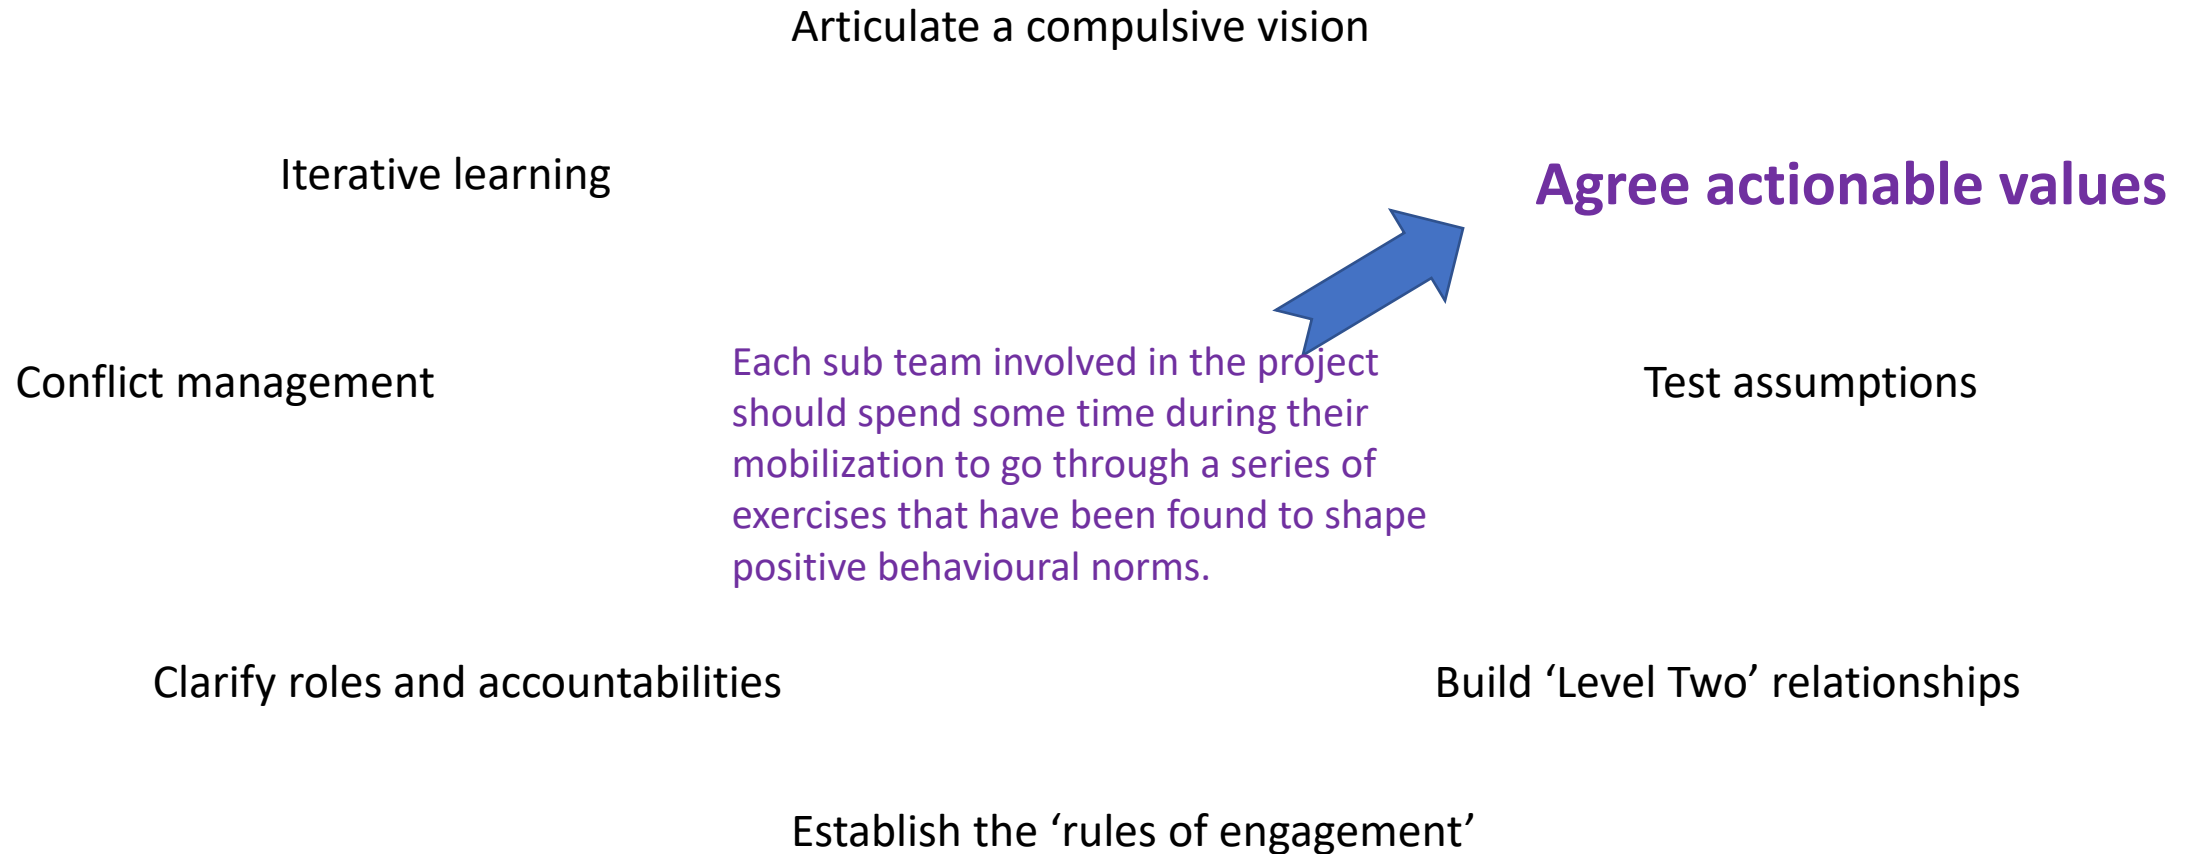 Articulate a compulsive vision
Iterative learning
Agree actionable values
Conflict management
Each sub team involved in the project
should spend some time during their
mobilization to go through a series of
exercises that have been found to shape
positive behavioural norms.
Test assumptions
Clarify roles and accountabilities
Build ‘Level Two’ relationships
Establish the ‘rules of engagement’